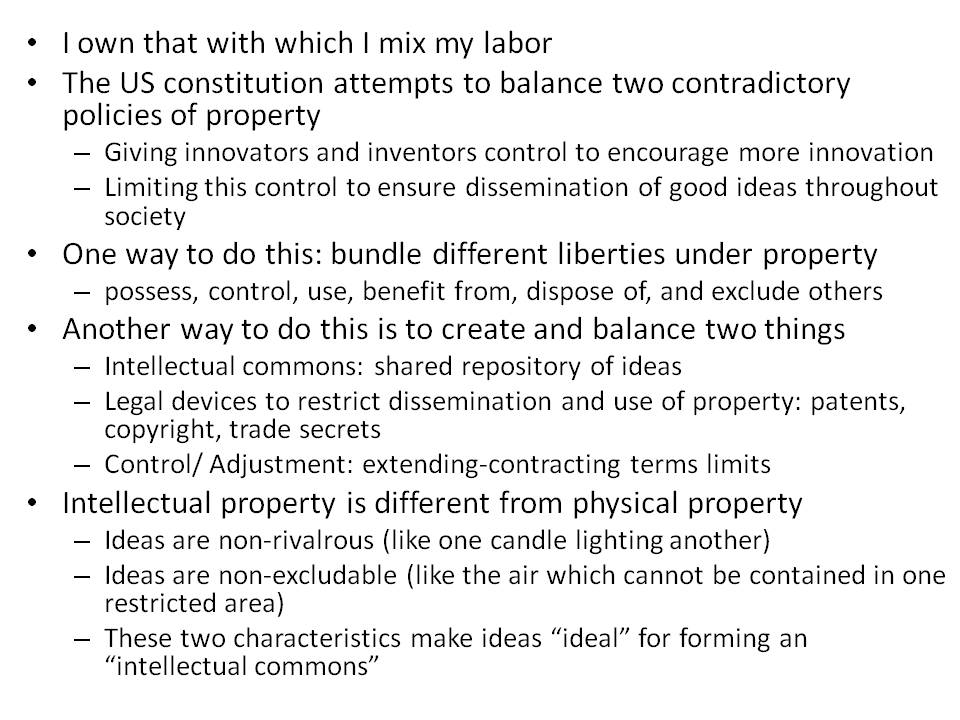 • I own that with which I mix my labor
• The US constitution attempts to balance two contradictory
policies of property
– Giving innovators and inventors control to encourage more innovation
– Limiting this control to ensure dissemination of good ideas throughout
society
• One way to do this: bundle different liberties under property
– possess, control, use, benefit from, dispose of, and exclude others
• Another way to do this is to create and balance two things
– Intellectual commons: shared repository of ideas
– Legal devices to restrict dissemination and use of property: patents,
copyright, trade secrets
– Control/ Adjustment: extending-contracting terms limits
• Intellectual property is different from physical property
– Ideas are non-rivalrous (like one candle lighting another)
– Ideas are non-excludable (like the air which cannot be contained in one
restricted area)
– These two characteristics make ideas “ideal” for forming an
“intellectual commons”